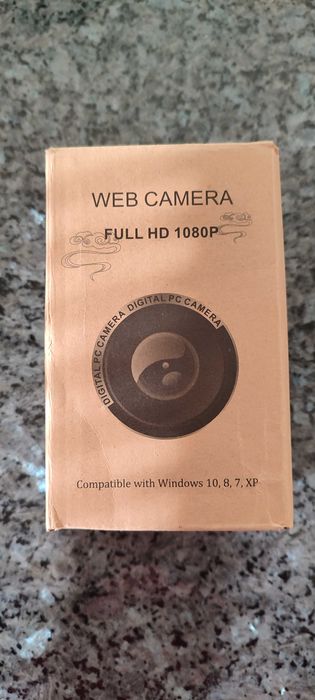 WEB CAMERA
FULL HD 1080P
DIGITAL PC CAMERA DIGITAL PC CAMERA
Compatible with Windows 10, 8, 7, XP